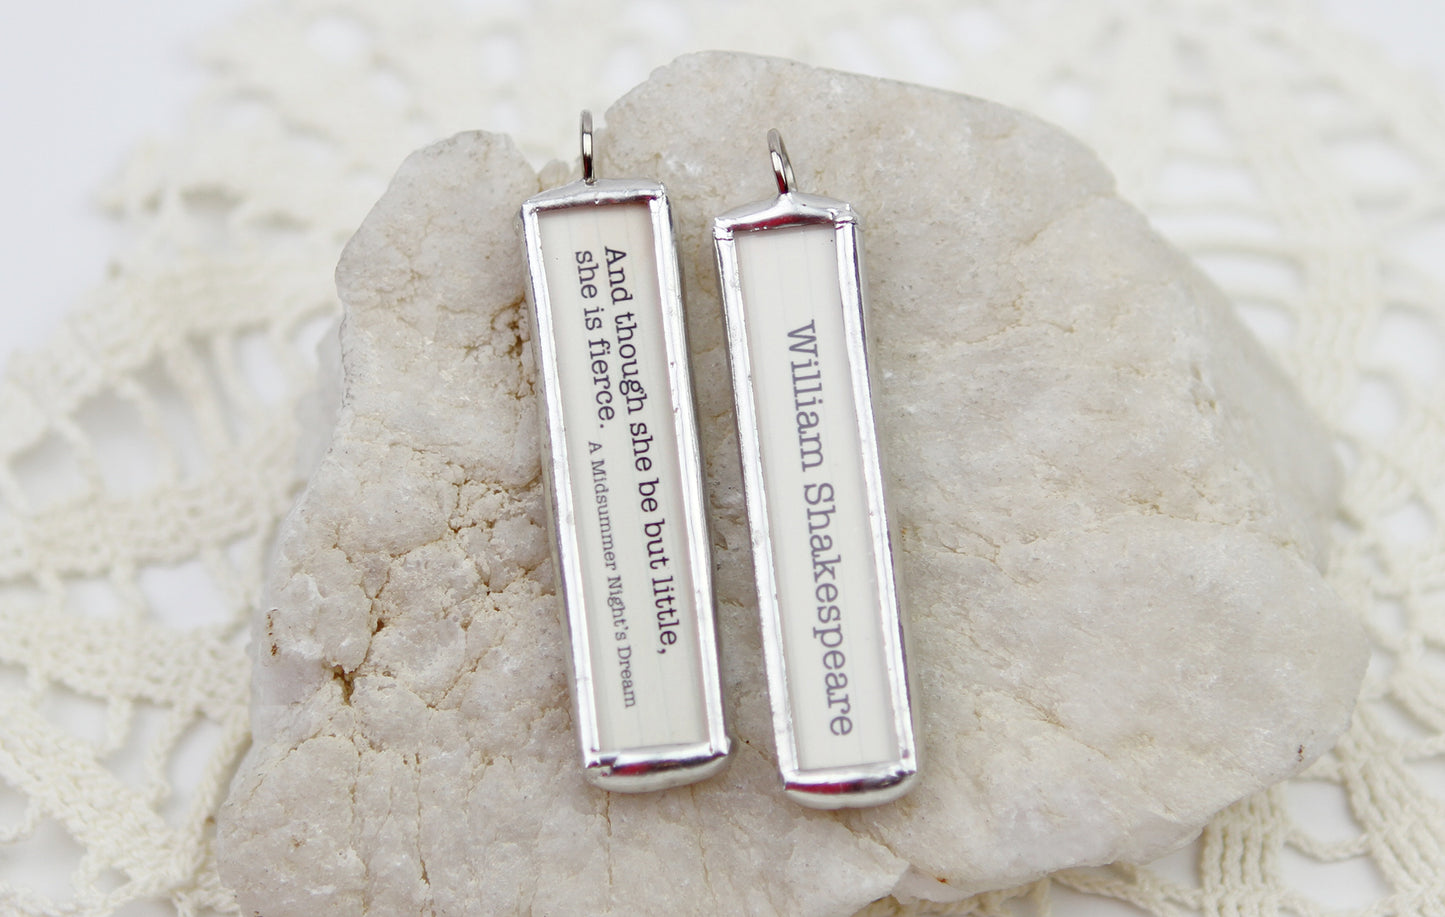 And though she be but little,
she is fierce. A Midsummer Night's Dream
William Shakespeare